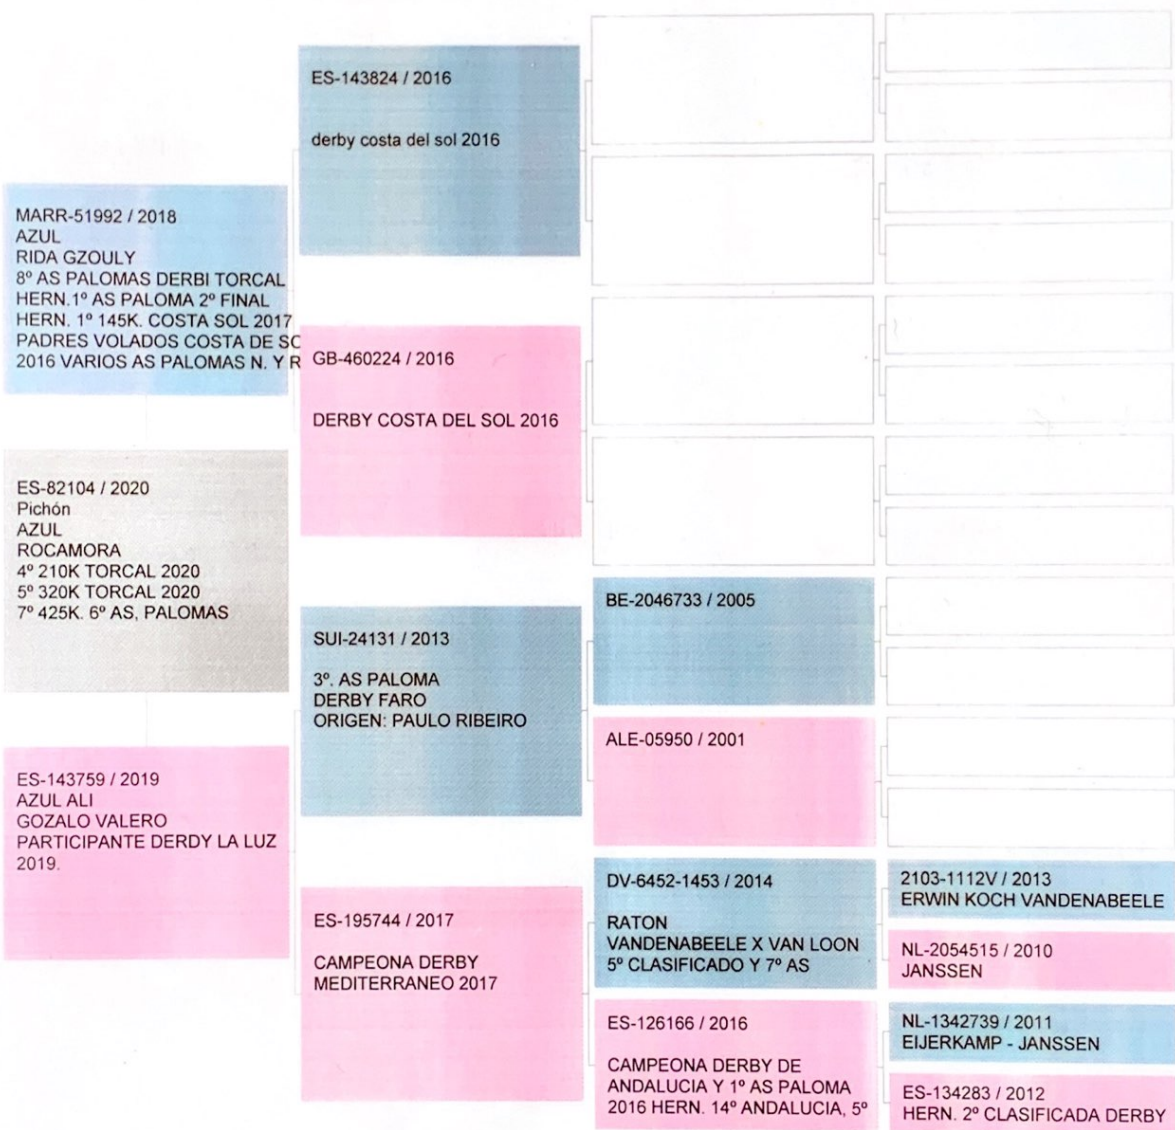 ES-143824 / 2016
derby costa del sol 2016
MARR-51992 / 2018
AZUL
RIDA GZOULY
8º AS PALOMAS DERBI TORCAL
HERN.1º AS PALOMA 2º FINAL
HERN. 1º 145K. COSTA SOL 2017
PADRES VOLADOS COSTA DE SO
2016 VARIOS AS PALOMAS N. Y R
GB-460224 / 2016
DERBY COSTA DEL SOL 2016
ES-82104 / 2020
Pichón
AZUL
ROCAMORA
4º 210K TORCAL 2020
5º 320K TORCAL 2020
7º 425K. 6º AS, PALOMAS
SUI-24131 / 2013
3º. AS PALOMA
DERBY FARO
ORIGEN: PAULO RIBEIRO
BE-2046733 / 2005
ALE-05950 / 2001
ES-143759 / 2019
AZUL ALI
GOZALO VALERO
PARTICIPANTE DERDY LA LUZ
2019.
ES-195744 / 2017
CAMPEONA DERBY
MEDITERRANEO 2017
DV-6452-1453 / 2014
RATON
VANDENABEELE X VAN LOON
5º CLASIFICADO Y 7º AS
2103-1112V / 2013
ERWIN KOCH VANDENABEELE
NL-2054515 / 2010
JANSSEN
ES-126166 / 2016
CAMPEONA DERBY DE
ANDALUCIA Y 1º AS PALOMA
2016 HERN. 14º ANDALUCIA, 5º
NL-1342739 / 2011
EIJERKAMP - JANSSEN
ES-134283 / 2012
HERN. 2º CLASIFICADA DERBY